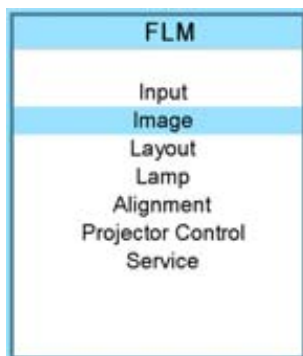 FLM
Input
Image
Layout
Lamp
Alignment
Projector Control
Service